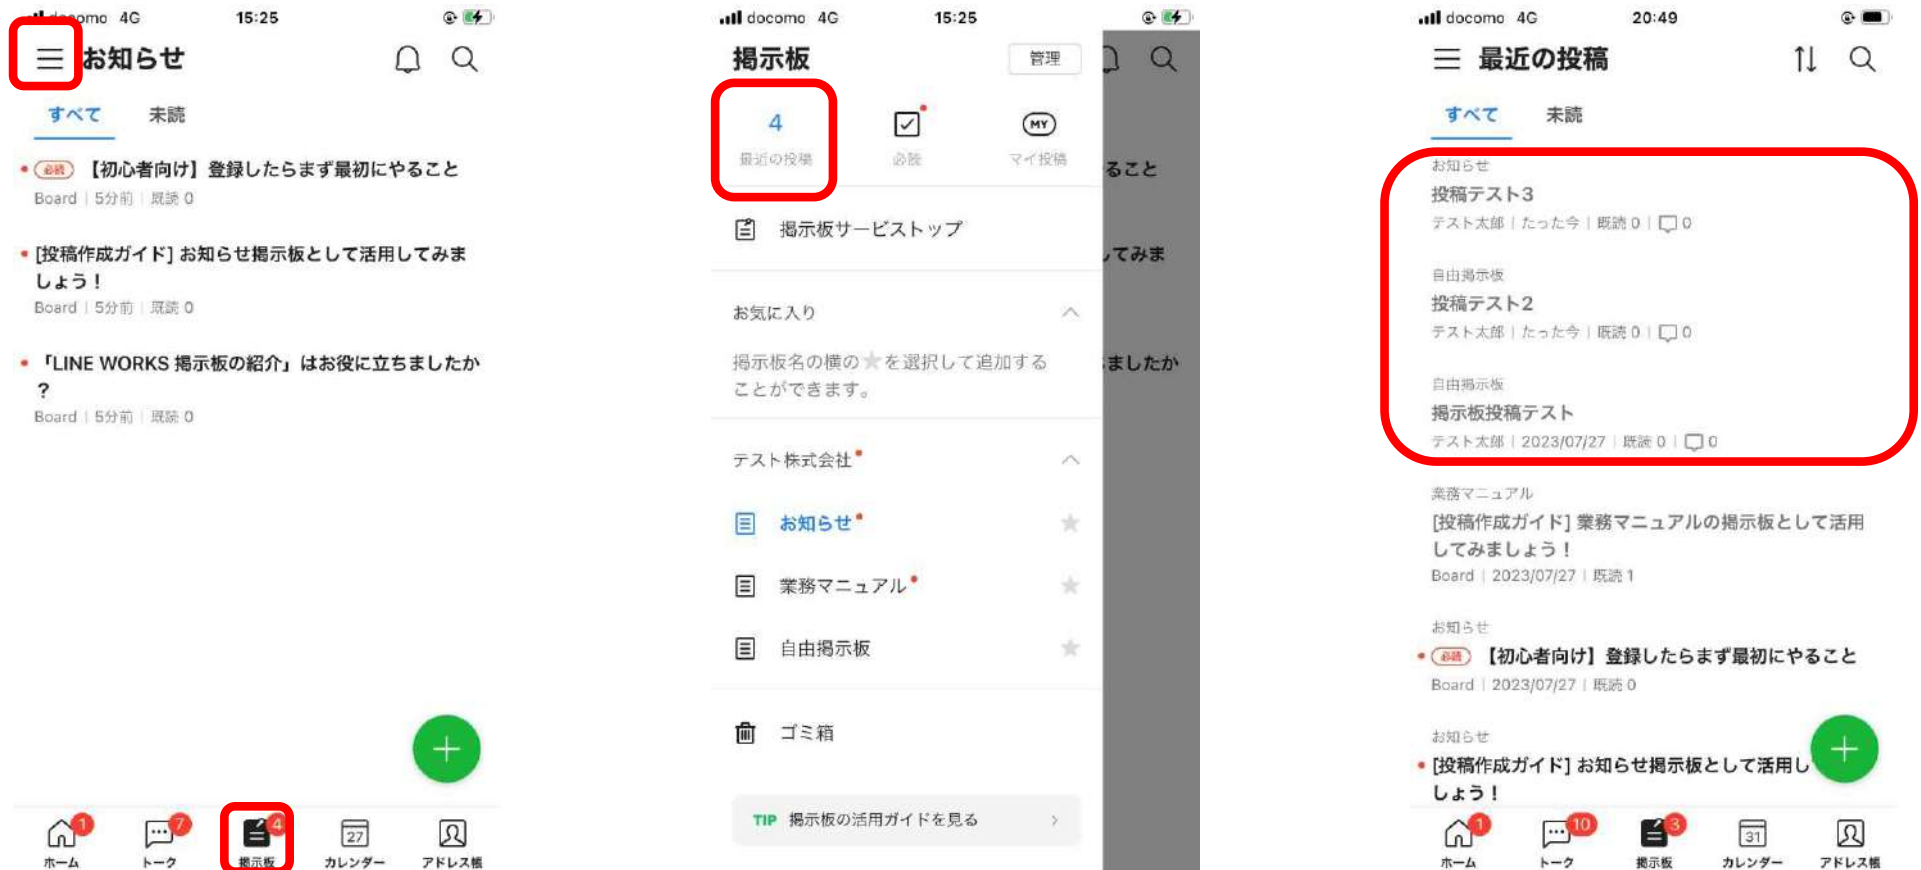 docomo 4G 15:25
お知らせ
すべて 未読
必読 【初心者向け】登録したらまず最初にやること
Board | 5分前 | 既読 0
[投稿作成ガイド] お知らせ掲示板として活用してみま
しょう！
Board | 5分前 | 既読 0
「LINE WORKS 掲示板の紹介」はお役に立ちましたか
？
Board | 5分前 | 既読 0
1 7 4 27
ホーム トーク 掲示板 カレンダー アドレス帳
docomo 4G 15:25
掲示板 管理
4 MY
最近の投稿 必読 マイ投稿
ること
掲示板サービストップ
してみま
お気に入り
掲示板名の横の★を選択して追加する
ことができます。
ましたか
テスト株式会社
お知らせ
業務マニュアル
自由掲示板
ゴミ箱
TIP 掲示板の活用ガイドを見る
docomo 4G 20:49
最近の投稿
すべて 未読
お知らせ
投稿テスト3
テスト太郎 | たった今 | 既読 0 | 0
自由掲示板
投稿テスト2
テスト太郎 | たった今 | 既読 0 | 0
自由掲示板
掲示板投稿テスト
テスト太郎 | 2023/07/27 | 既読 0 | 0
業務マニュアル
[投稿作成ガイド] 業務マニュアルの掲示板として活用
してみましょう！
Board | 2023/07/27 | 既読 1
お知らせ
必読 【初心者向け】登録したらまず最初にやること
Board | 2023/07/27 | 既読 0
お知らせ
[投稿作成ガイド] お知らせ掲示板として活用し
しょう！
1 10 3 31
ホーム トーク 掲示板 カレンダー アドレス帳